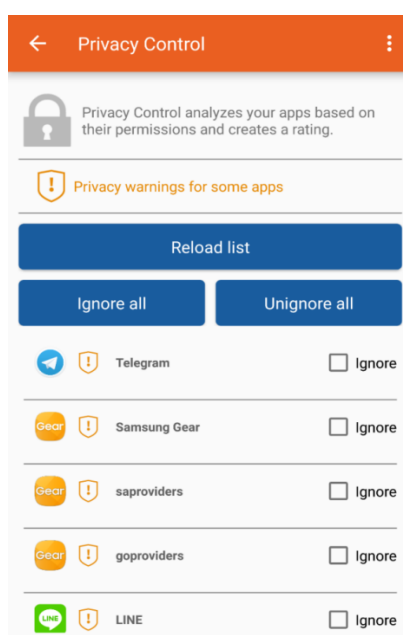 Privacy Control
Privacy Control analyzes your apps based on
their permissions and creates a rating.
Privacy warnings for some apps
Reload list
Ignore all
Unignore all
Telegram
Ignore
Gear
Samsung Gear
Ignore
Gear
saproviders
Ignore
Gear
goproviders
Ignore
LINE
LINE
Ignore